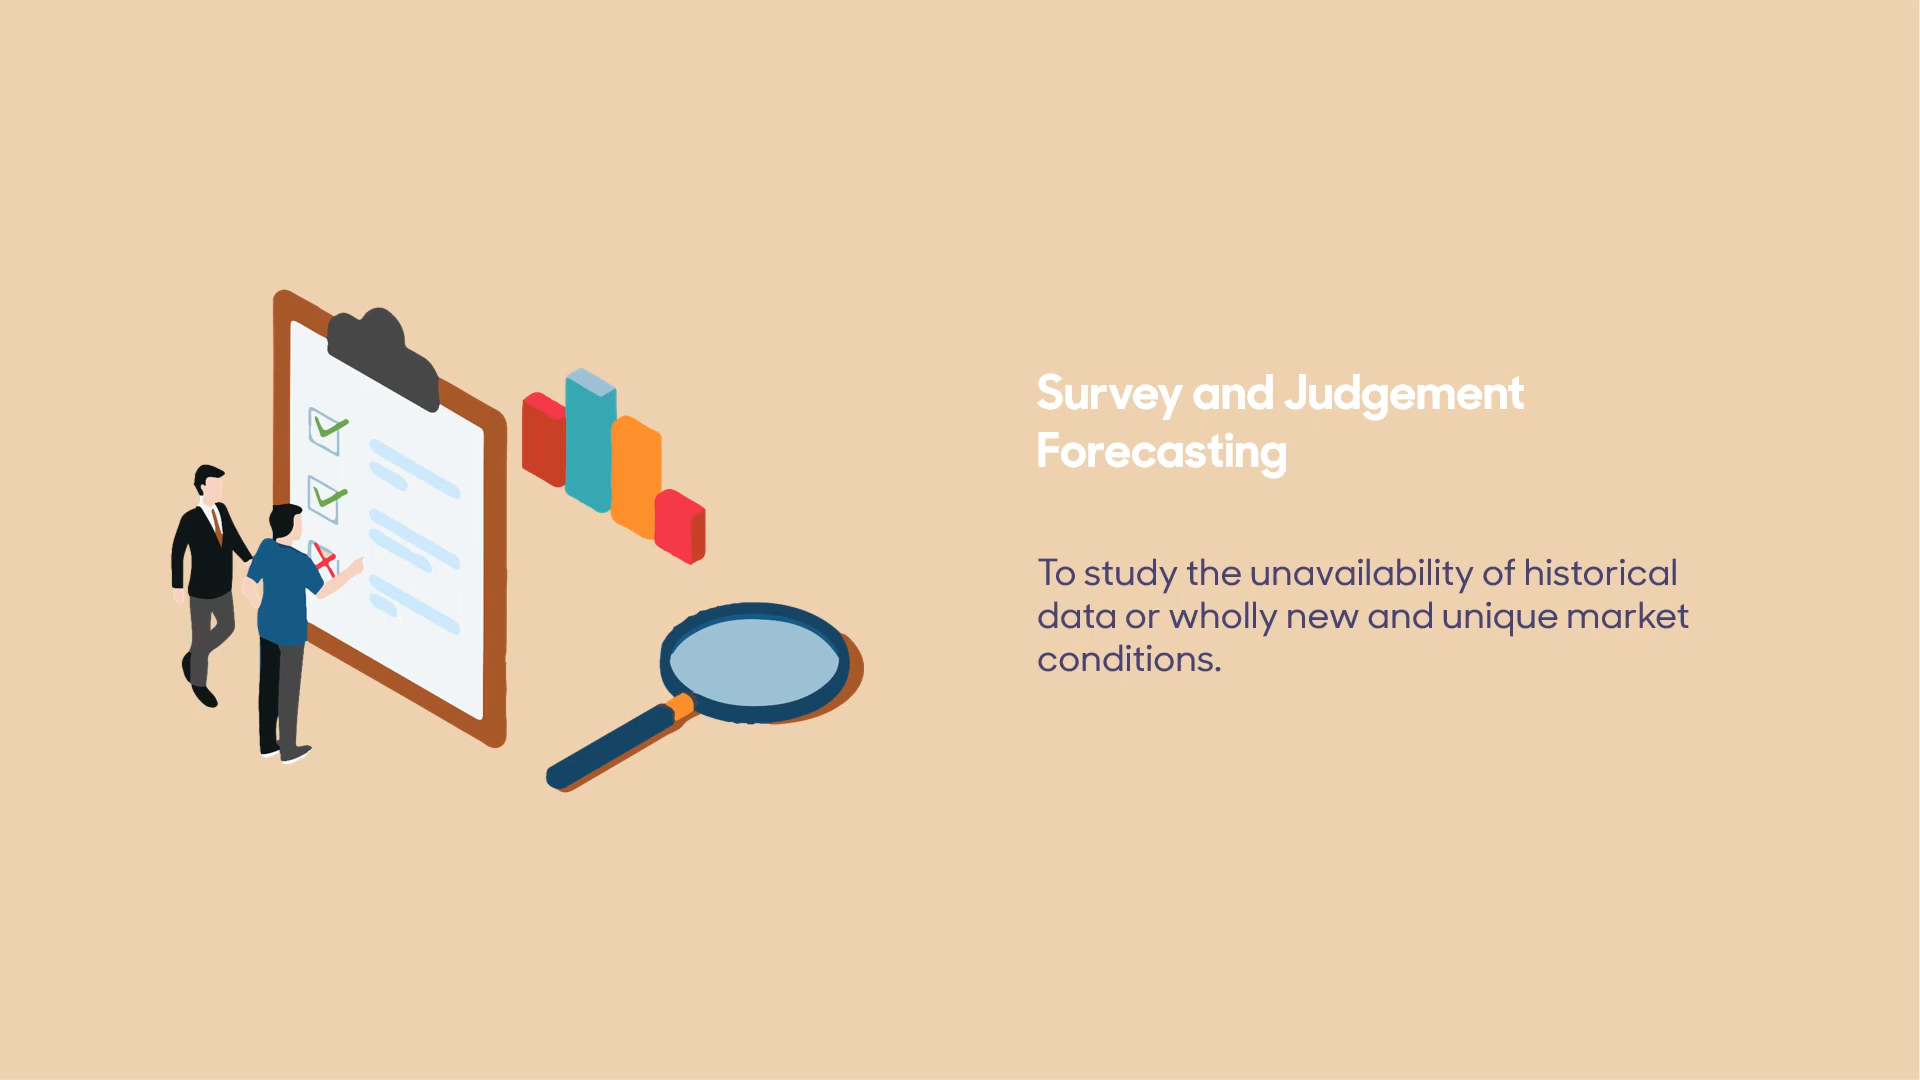 Survey and Judgement
Forecasting
To study the unavailability of historical
data or wholly new and unique market
conditions.